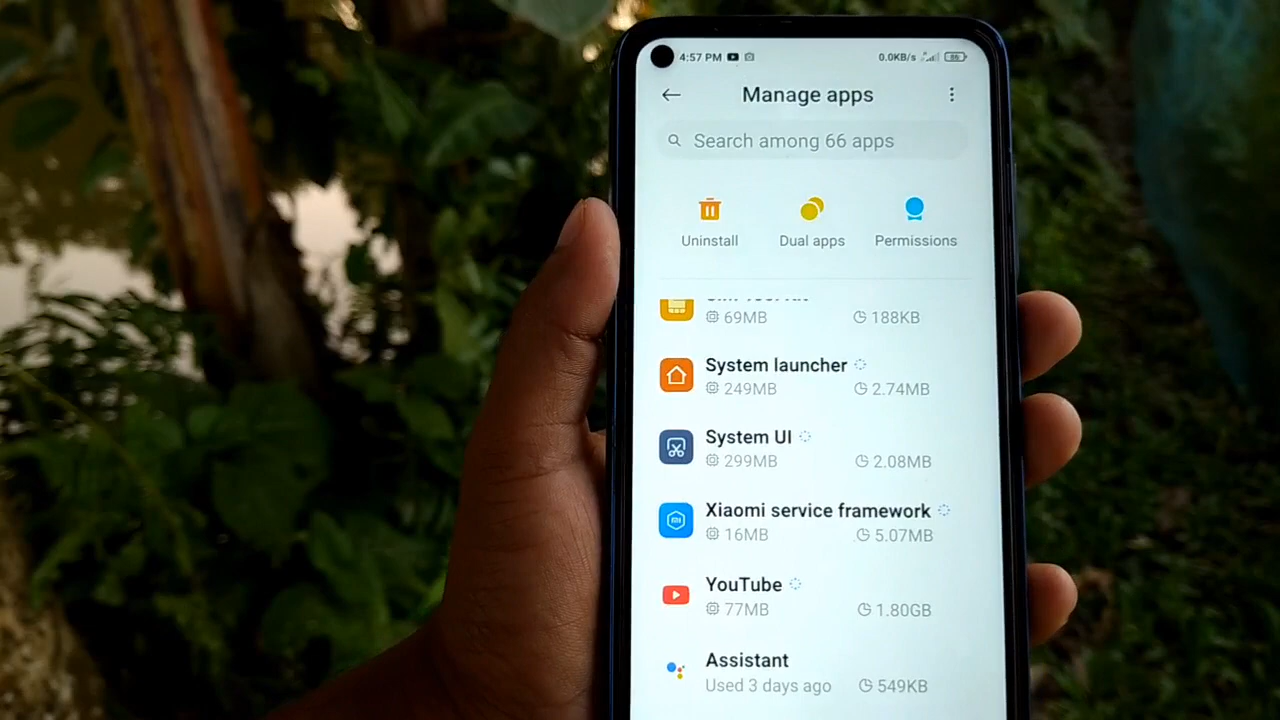 4:57 PM 0.0KB/s 86
Manage apps
Search among 66 apps
Uninstall Dual apps Permissions
69MB 188KB
System launcher
249MB 2.74MB
System UI
299MB 2.08MB
Xiaomi service framework
16MB 5.07MB
YouTube
77MB 1.80GB
Assistant
Used 3 days ago 549KB